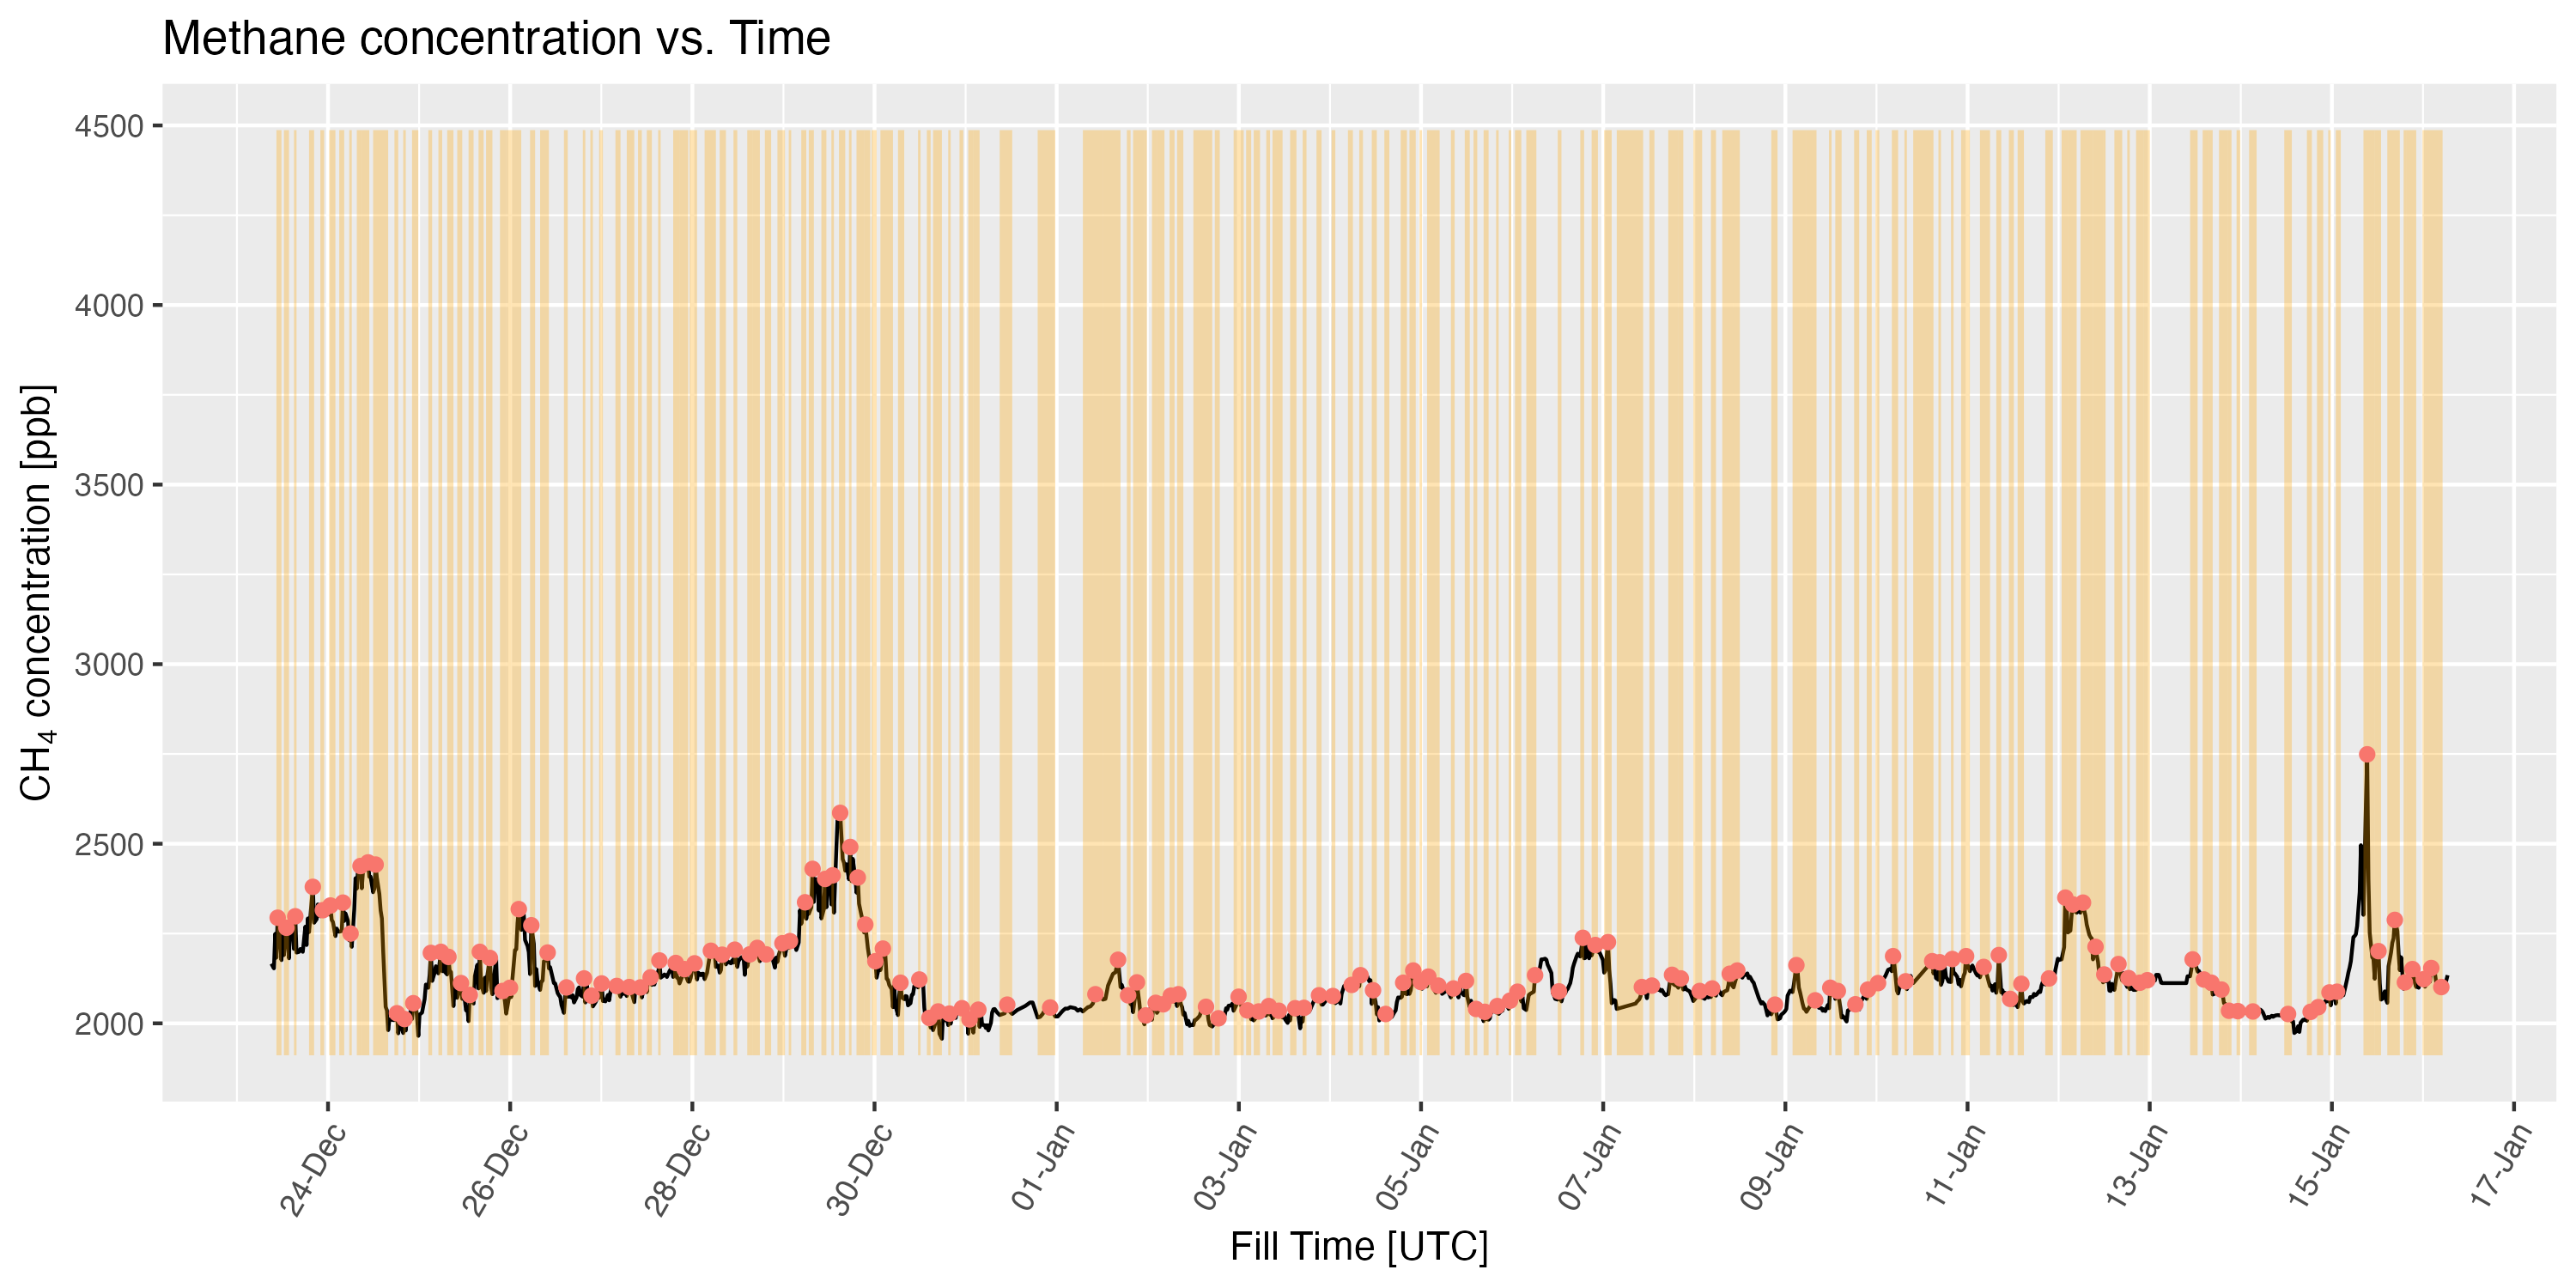 Methane concentration vs. Time
CH₄ concentration [ppb]
4500
4000
3500
3000
2500
2000
24-Dec
26-Dec
28-Dec
30-Dec
01-Jan
03-Jan
05-Jan
07-Jan
09-Jan
11-Jan
13-Jan
15-Jan
17-Jan
Fill Time [UTC]